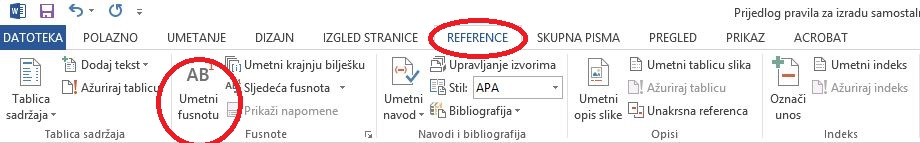 Prijedlog pravila za izradu samostaln
DATOTEKA POLAZNO UMETANJE DIZAJN IZGLED STRANICE REFERENCE SKUPNA PISMA PREGLED PRIKAZ ACROBAT
Tablica sadržaja
Dodaj tekst
Ažuriraj tablicu
Tablica sadržaja
AB1
Umetni fusnotu
Umetni krajnju bilješku
Sljedeća fusnota
Prikaži napomene
Fusnote
Umetni navod
Upravljanje izvorima
Stil: APA
Bibliografija
Navodi i bibliografija
Umetni opis slike
Umetni tablicu slika
Ažuriraj tablicu
Unakrsna referenca
Opisi
Označi unos
Umetni indeks
Ažuriraj indeks
Indeks